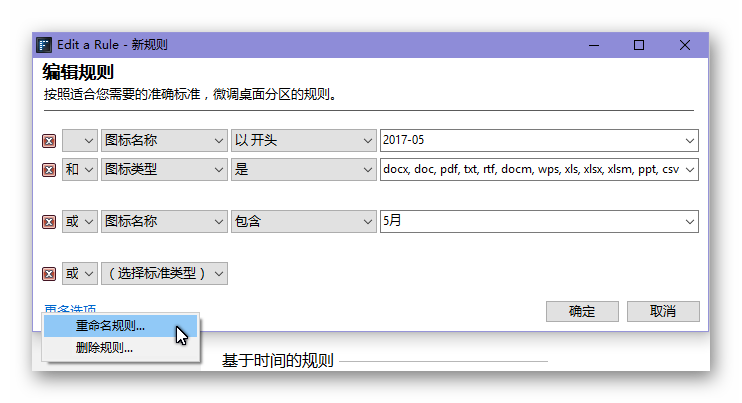 Edit a Rule - 新规则
编辑规则
按照适合您需要的准确标准，微调桌面分区的规则。
图标名称 以 开头 2017-05
和 图标类型 是 docx, doc, pdf, txt, rtf, docm, wps, xls, xlsx, xlsm, ppt, csv
或 图标名称 包含 5月
或 （选择标准类型）
更多选项
确定 取消
重命名规则...
删除规则...
基于时间的规则